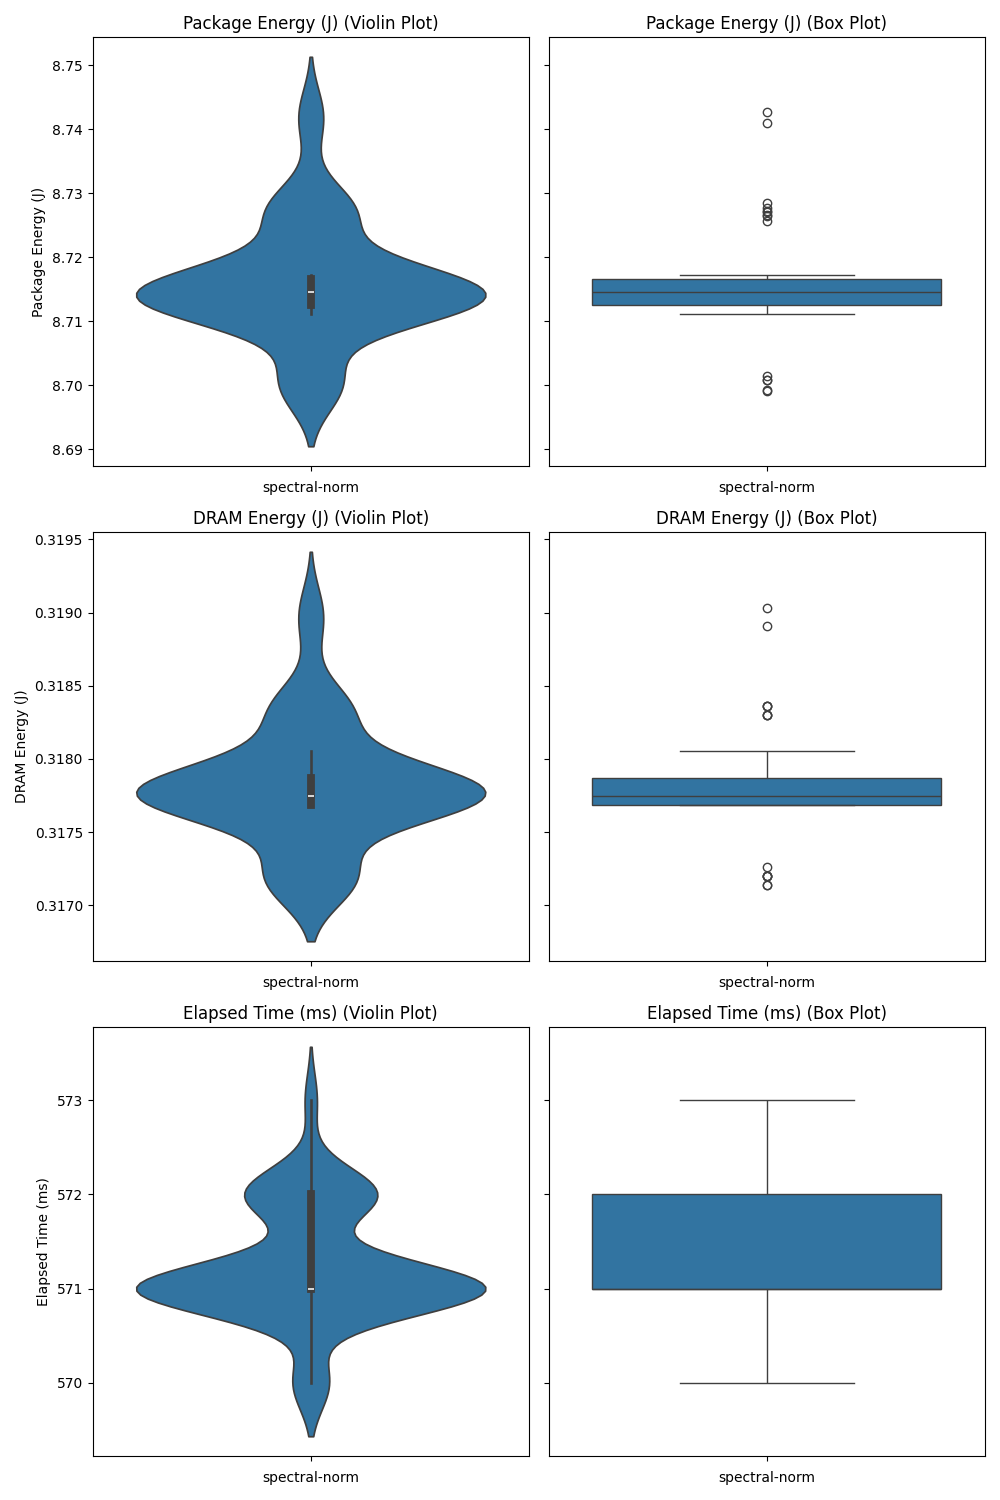 Package Energy (J) (Violin Plot)
Package Energy (J) (Box Plot)
Package Energy (J)
8.75
8.74
8.73
8.72
8.71
8.70
8.69
spectral-norm
spectral-norm
DRAM Energy (J) (Violin Plot)
DRAM Energy (J) (Box Plot)
DRAM Energy (J)
0.3195
0.3190
0.3185
0.3180
0.3175
0.3170
spectral-norm
spectral-norm
Elapsed Time (ms) (Violin Plot)
Elapsed Time (ms) (Box Plot)
Elapsed Time (ms)
573
572
571
570
spectral-norm
spectral-norm